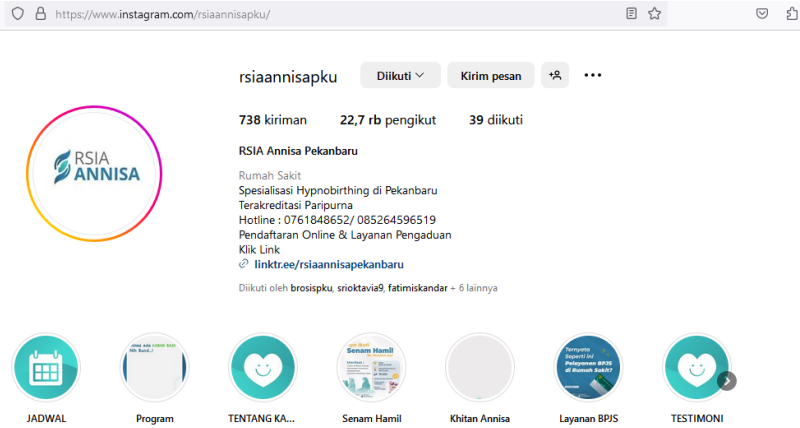 https://www.instagram.com/rsiaannisapku/
rsiaannisapku
Diikuti
Kirim pesan
738 kiriman
22,7 rb pengikut
39 diikuti
RSIA
ANNISA
RSIA Annisa Pekanbaru
Rumah Sakit
Spesialisasi Hypnobirthing di Pekanbaru
Terakreditasi Paripurna
Hotline : 0761848652/ 085264596519
Pendaftaran Online & Layanan Pengaduan
Klik Link
linktr.ee/rsiaannisapekanbaru
Diikuti oleh brosispku, srioktavia9, fatimiskandar + 6 lainnya
Senam Hamil
Ternyata
Seperti ini
Pelayanan BPJS
di Rumah Sakit?
JADWAL
Program
TENTANG KA...
Senam Hamil
Khitan Annisa
Layanan BPJS
TESTIMONI